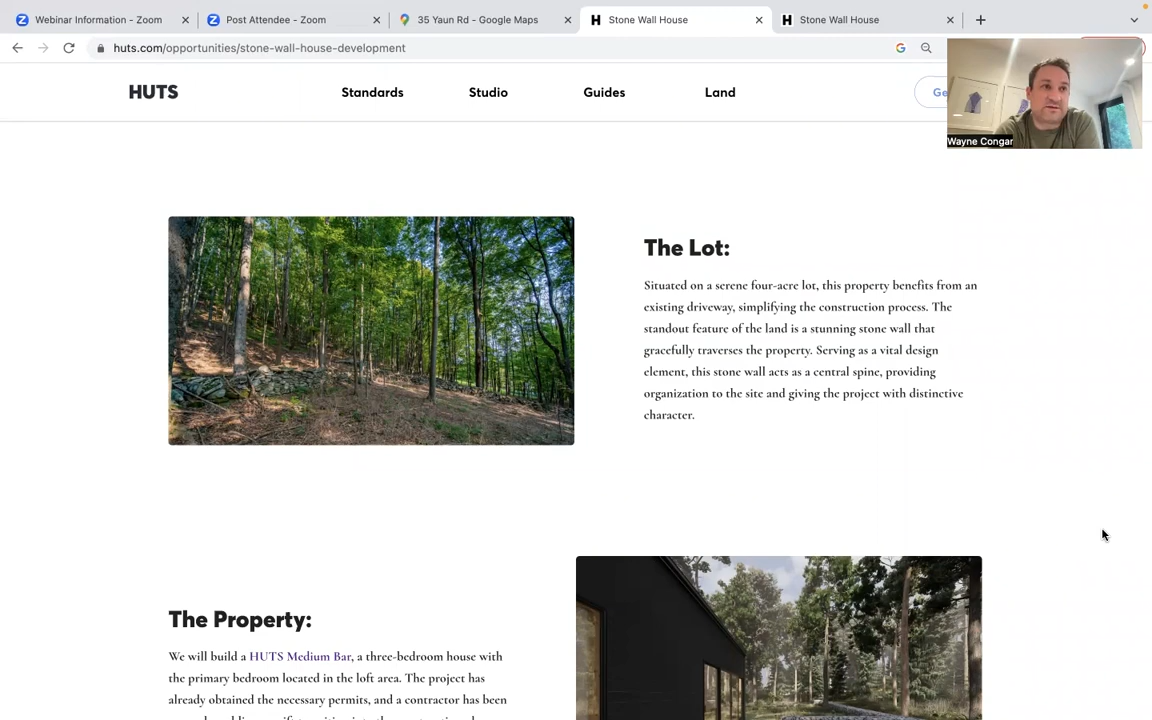 Webinar Information - Zoom
Post Attendee - Zoom
35 Yaun Rd - Google Maps
Stone Wall House
Stone Wall House
huts.com/opportunities/stone-wall-house-development
HUTS
Standards
Studio
Guides
Land
Ge
Wayne Congar
The Lot:
Situated on a serene four-acre lot, this property benefits from an
existing driveway, simplifying the construction process. The
standout feature of the land is a stunning stone wall that
gracefully traverses the property. Serving as a vital design
element, this stone wall acts as a central spine, providing
organization to the site and giving the project with distinctive
character.
The Property:
We will build a HUTS Medium Bar, a three-bedroom house with
the primary bedroom located in the loft area. The project has
already obtained the necessary permits, and a contractor has been